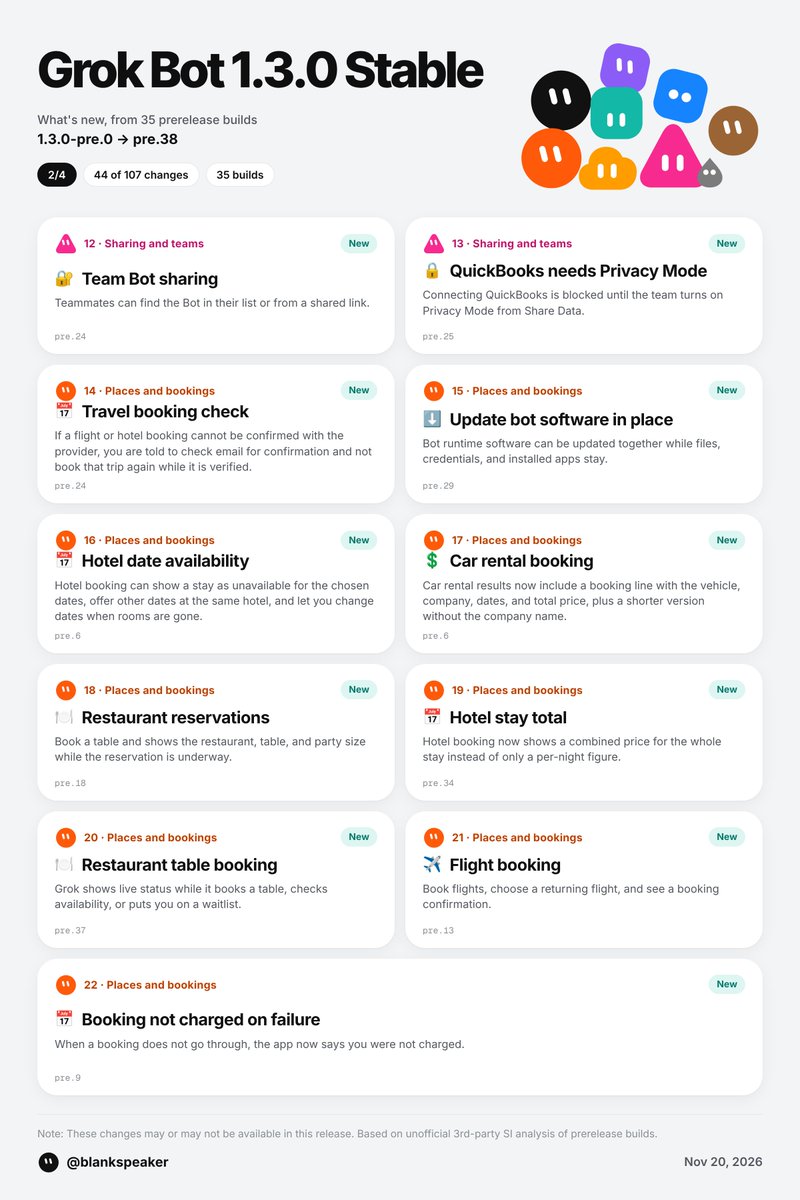 Grok Bot 1.3.0 Stable
What's new, from 35 prerelease builds
1.3.0-pre.0 → pre.38
2/4
44 of 107 changes
35 builds
12 · Sharing and teams
New
🔐 Team Bot sharing
Teammates can find the Bot in their list or from a shared link.
pre.24
13 · Sharing and teams
New
🔒 QuickBooks needs Privacy Mode
Connecting QuickBooks is blocked until the team turns on
Privacy Mode from Share Data.
pre.25
14 · Places and bookings
New
📅 Travel booking check
If a flight or hotel booking cannot be confirmed with the
provider, you are told to check email for confirmation and not
book that trip again while it is verified.
pre.24
15 · Places and bookings
New
⬇️ Update bot software in place
Bot runtime software can be updated together while files,
credentials, and installed apps stay.
pre.29
16 · Places and bookings
New
📅 Hotel date availability
Hotel booking can show a stay as unavailable for the chosen
dates, offer other dates at the same hotel, and let you change
dates when rooms are gone.
pre.6
17 · Places and bookings
New
💲 Car rental booking
Car rental results now include a booking line with the vehicle,
company, dates, and total price, plus a shorter version
without the company name.
pre.6
18 · Places and bookings
New
🍽️ Restaurant reservations
Book a table and shows the restaurant, table, and party size
while the reservation is underway.
pre.18
19 · Places and bookings
New
📅 Hotel stay total
Hotel booking now shows a combined price for the whole
stay instead of only a per-night figure.
pre.34
20 · Places and bookings
New
🍽️ Restaurant table booking
Grok shows live status while it books a table, checks
availability, or puts you on a waitlist.
pre.37
21 · Places and bookings
New
✈️ Flight booking
Book flights, choose a returning flight, and see a booking
confirmation.
pre.13
22 · Places and bookings
New
📅 Booking not charged on failure
When a booking does not go through, the app now says you were not charged.
pre.9
Note: These changes may or may not be available in this release. Based on unofficial 3rd-party SI analysis of prerelease builds.
@blankspeaker
Nov 20, 2026